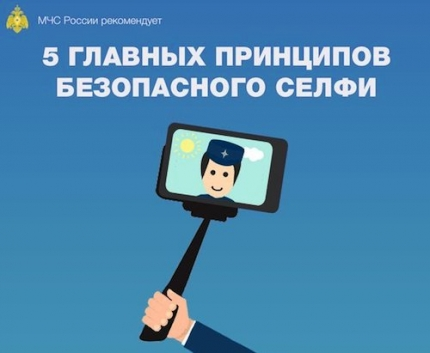 МЧС России рекомендует
5 ГЛАВНЫХ ПРИНЦИПОВ
БЕЗОПАСНОГО СЕЛФИ